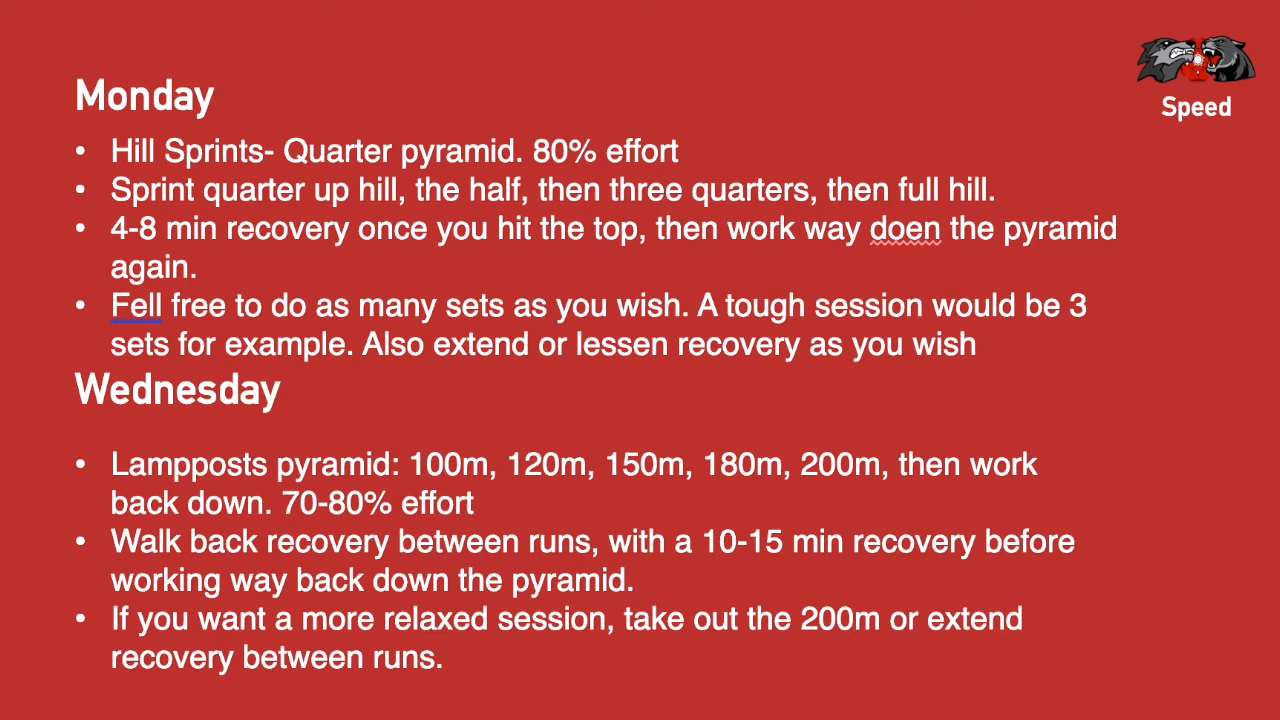 Speed
Monday
• Hill Sprints- Quarter pyramid. 80% effort
• Sprint quarter up hill, the half, then three quarters, then full hill.
• 4-8 min recovery once you hit the top, then work way doen the pyramid
again.
• Fell free to do as many sets as you wish. A tough session would be 3
sets for example. Also extend or lessen recovery as you wish
Wednesday
• Lampposts pyramid: 100m, 120m, 150m, 180m, 200m, then work
back down. 70-80% effort
• Walk back recovery between runs, with a 10-15 min recovery before
working way back down the pyramid.
• If you want a more relaxed session, take out the 200m or extend
recovery between runs.